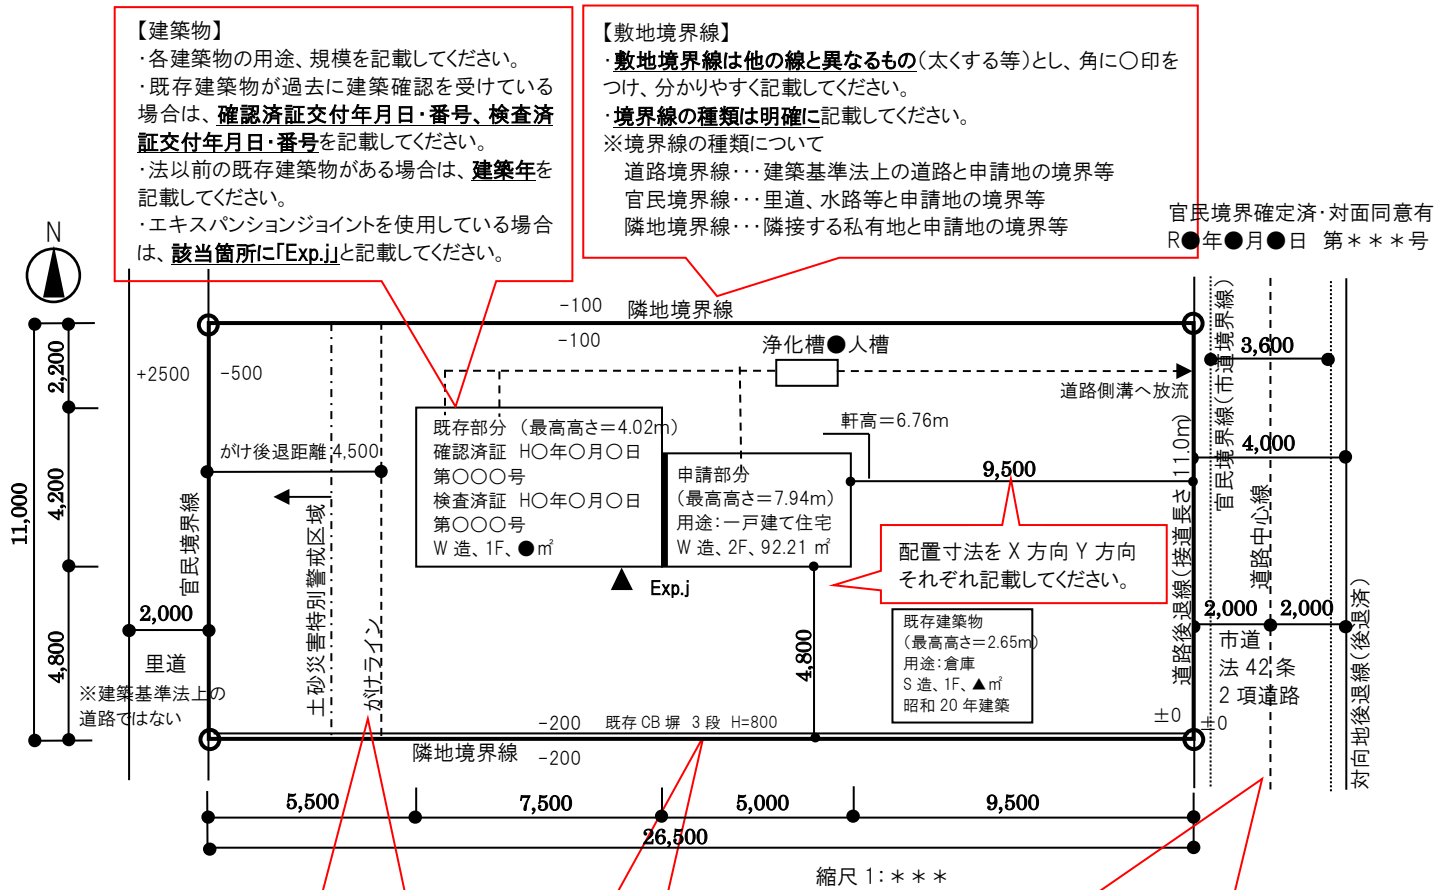 【建築物】
・各建築物の用途、規模を記載してください。
・既存建築物が過去に建築確認を受けている
場合は、確認済証交付年月日・番号、検査済
証交付年月日・番号を記載してください。
・法以前の既存建築物がある場合は、建築年を
記載してください。
・エキスパンションジョイントを使用している場合
は、該当箇所に「Exp.j」と記載してください。
【敷地境界線】
・敷地境界線は他の線と異なるもの(太くする等)とし、角に○印を
つけ、分かりやすく記載してください。
・境界線の種類は明確に記載してください。
※境界線の種類について
道路境界線・・・建築基準法上の道路と申請地の境界等
官民境界線・・・里道、水路等と申請地の境界等
隣地境界線・・・隣接する私有地と申請地の境界等
官民境界確定済・対面同意有
R●年●月●日 第＊＊＊号
N
-100
隣地境界線
-100
+2500
-500
浄化槽●人槽
道路側溝へ放流
3,600
4,000
2,200
4,200
4,800
11,000
がけ後退距離 4,500
既存部分 (最高高さ=4.02m)
確認済証 H○年○月○日
第○○○号
検査済証 H○年○月○日
第○○○号
W 造、1F、●㎡
軒高=6.76m
申請部分
(最高高さ=7.94m)
用途:一戸建て住宅
W 造、2F、92.21 ㎡
9,500
配置寸法を X 方向 Y 方向
それぞれ記載してください。
Exp.j
4,800
既存建築物
(最高高さ=2.65m)
用途:倉庫
S 造、1F、▲㎡
昭和 20 年建築
官民境界線
土砂災害特別警戒区域
がけライン
道路後退線(接道長さ 11.0m)
官民境界線(市道境界線)
道路中心線
対向地後退線(後退済)
2,000
里道
※建築基準法上の
道路ではない
2,000
2,000
市道
法 42 条
2 項道路
±0
±0
-200
既存 CB 塀 3 段 H=800
隣地境界線
-200
5,500
7,500
5,000
9,500
26,500
縮尺 1:＊＊＊